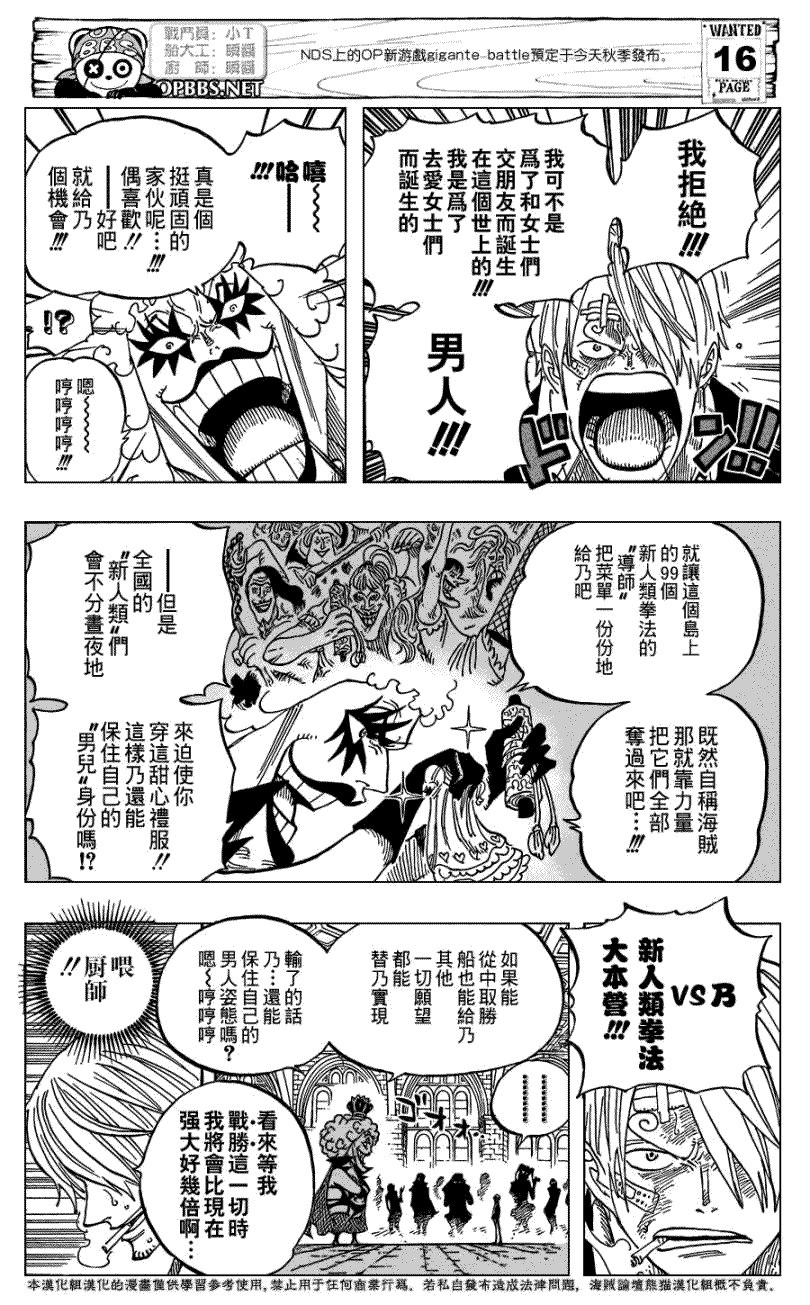 戰鬥員：小T
船大工：瞬醬
廚　師：瞬醬
OPBBS.NET
NDS上的OP新游戲gigante battle預定于今天秋季發布。
WANTED
16
PAGE
我拒絕!!!
我可不是
爲了和女士們
交朋友而誕生
在這個世上的!!!
我是爲了
去愛女士們
而誕生的
男人!!!
ドン!!
嘻～～～
哈!!!
真是個
挺頑固的
家伙呢…!!!
偶喜歡!!
──好吧
就給乃
個機會!!!
!?
嗯～～～～
哼哼哼哼!!!
就讓這個島上
的99個
新人類拳法的
"導師"
把菜單一份份地
給乃吧
既然自稱海賊
那就靠力量
把它們全部
奪過來吧…!!!
──但是
全國的
"新人類"們
會不分晝夜地
來迫使你
穿這甜心禮服!!
這樣乃還能
保住自己的
"男兒"身份嗎!?
VS乃
新人類拳法
大本營!!!
如果能
從中取勝
船也能給乃
其他
一切願望
都能
替乃實現
輸了的話
乃…還能
保住自己的
男人姿態嗎?
嗯～哼哼哼
……
ゴオォォ…
看來等我
戰勝這一切時
我將會比現在
强大好幾倍啊…
喂
厨師
!!
本漢化組漢化的漫畫僅供學習參考使用,禁止用于任何商業行爲。若私自發布造成法律問題，海賊論壇熊猫漢化組概不負責。